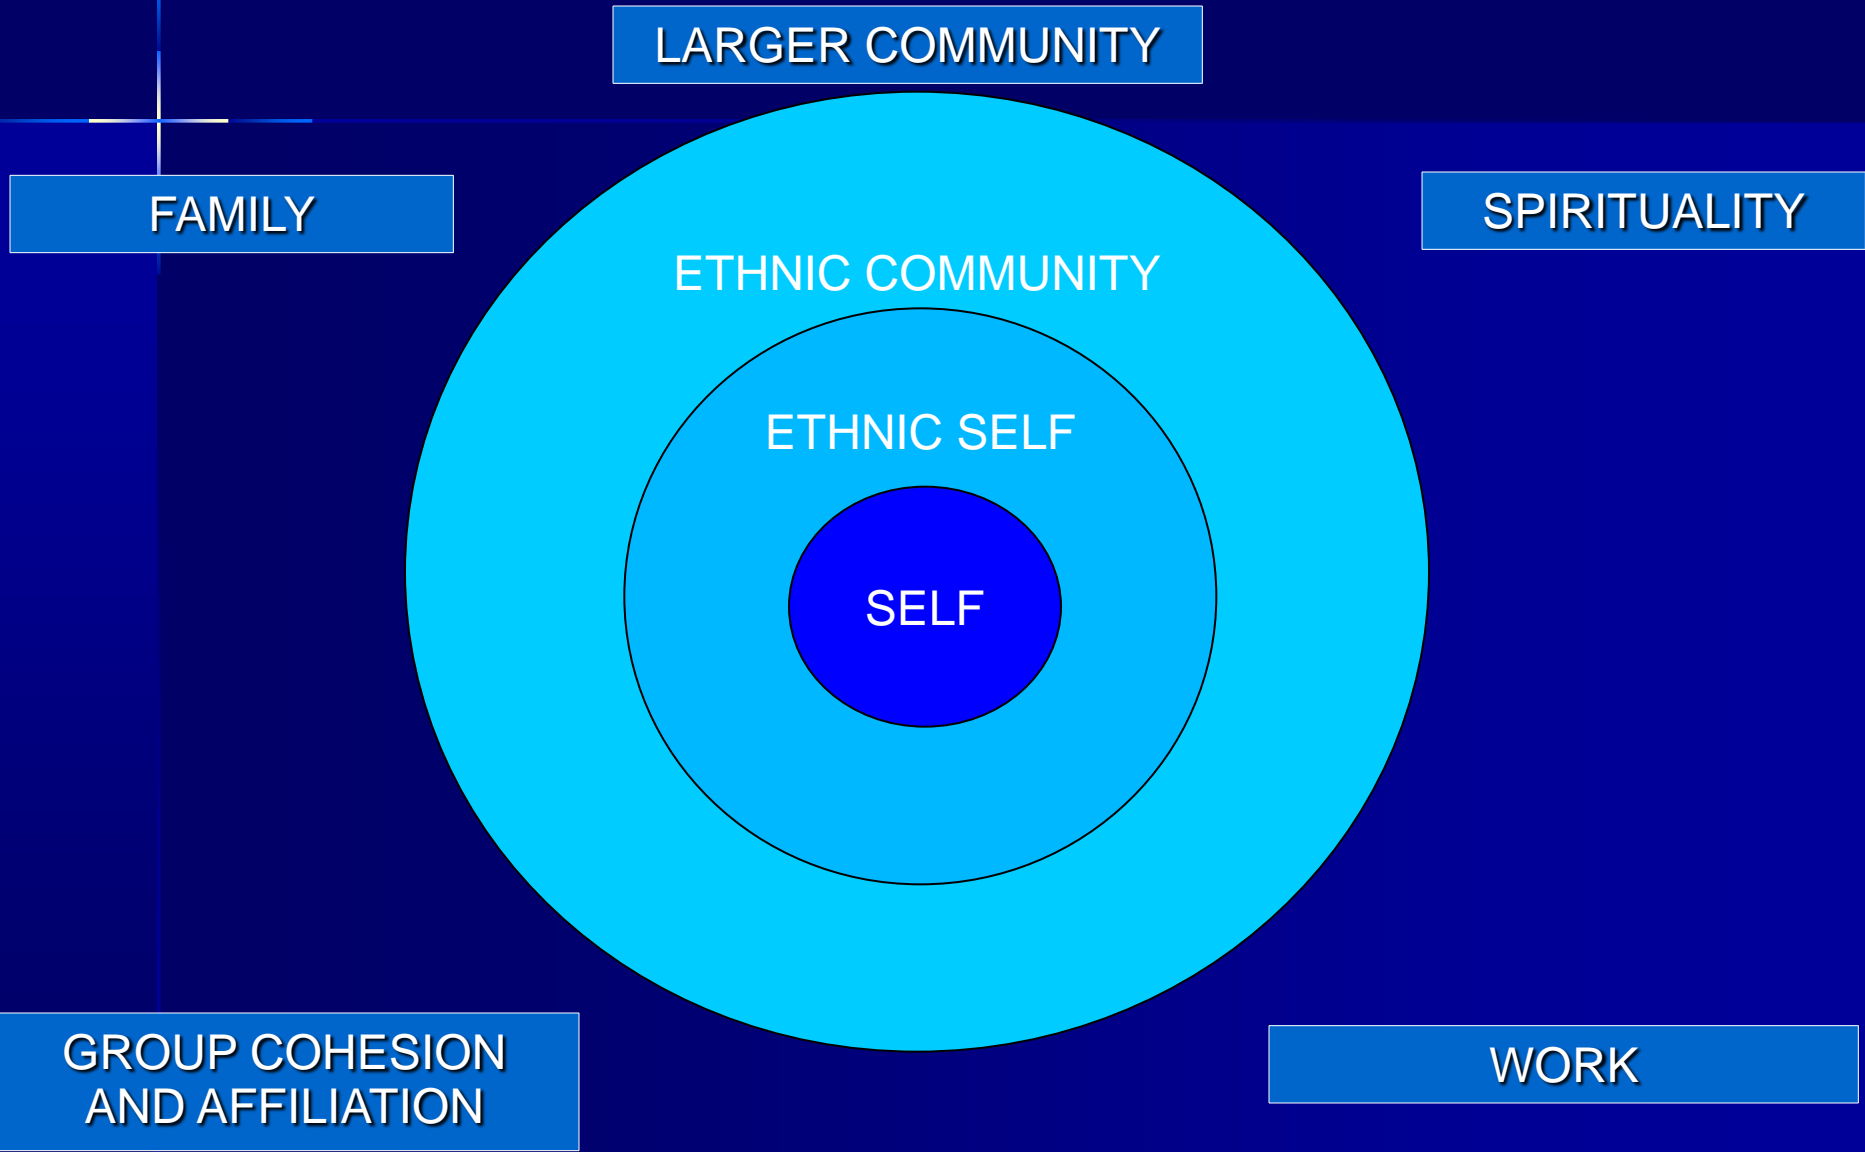 LARGER COMMUNITY
FAMILY
SPIRITUALITY
ETHNIC COMMUNITY
ETHNIC SELF
SELF
GROUP COHESION
AND AFFILIATION
WORK